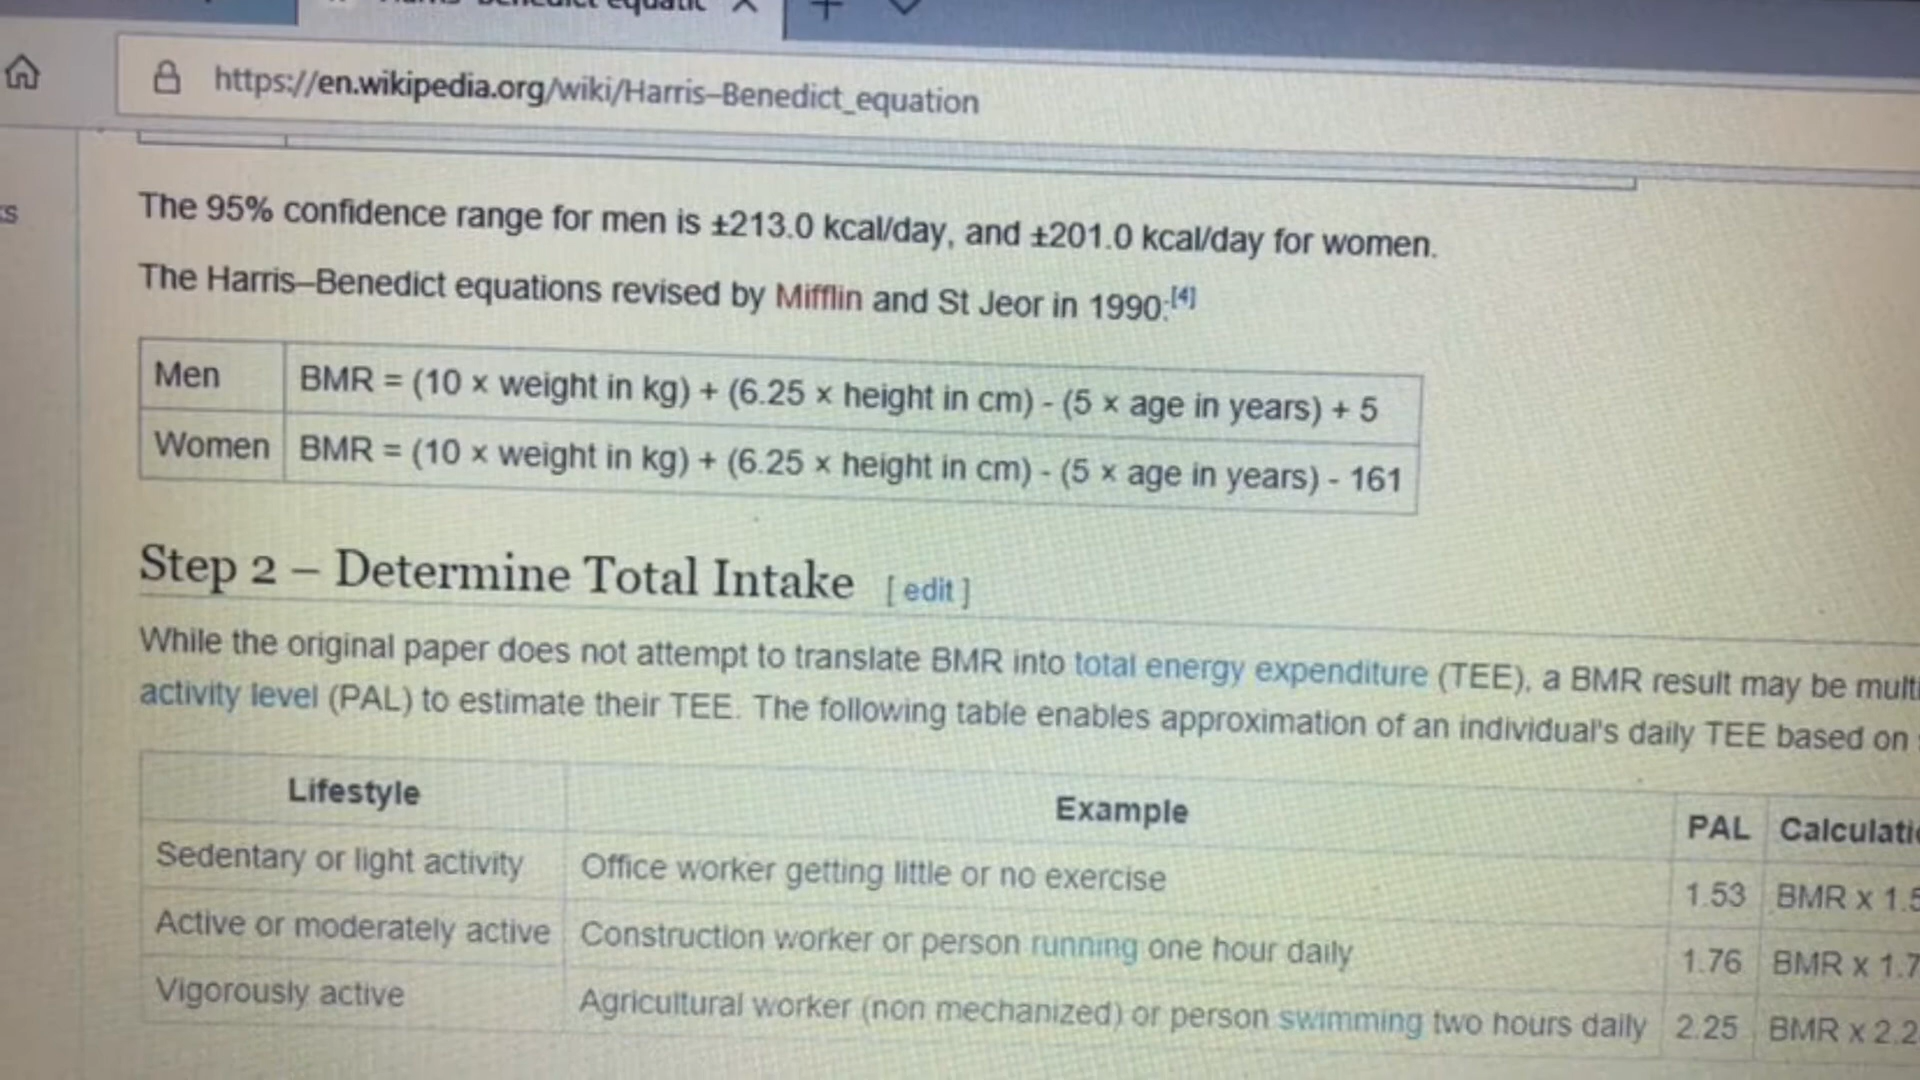 https://en.wikipedia.org/wiki/Harris–Benedict_equation
The 95% confidence range for men is ±213.0 kcal/day, and ±201.0 kcal/day for women.
The Harris–Benedict equations revised by Mifflin and St Jeor in 1990:[4]
Men BMR = (10 × weight in kg) + (6.25 × height in cm) - (5 × age in years) + 5
Women BMR = (10 × weight in kg) + (6.25 × height in cm) - (5 × age in years) - 161
Step 2 – Determine Total Intake [ edit ]
While the original paper does not attempt to translate BMR into total energy expenditure (TEE), a BMR result may be
activity level (PAL) to estimate their TEE. The following table enables approximation of an individual's daily TEE based on
Lifestyle Example PAL
Sedentary or light activity Office worker getting little or no exercise 1.53 BMR x
Active or moderately active Construction worker or person running one hour daily 1.76 BMR x
Vigorously active Agricultural worker (non mechanized) or person swimming two hours daily 2.25 BMR x